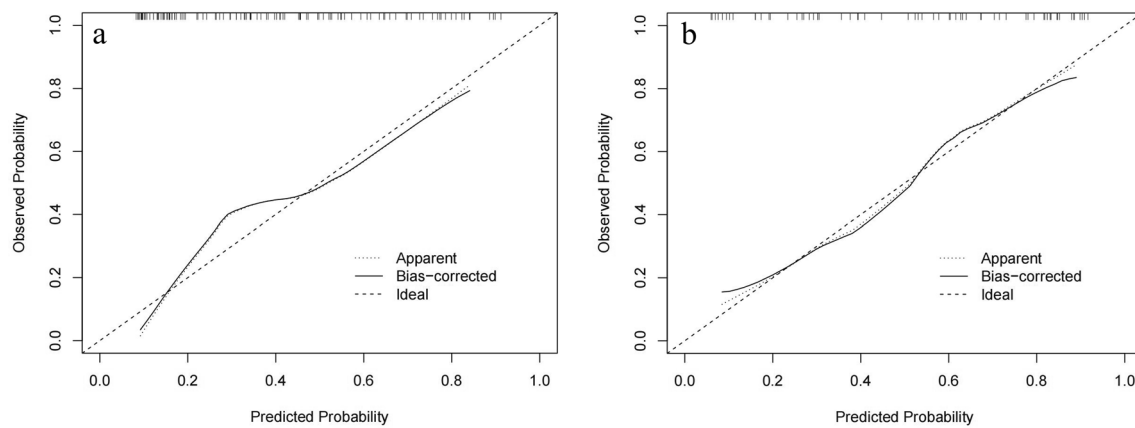 a
1.0
0.8
0.6
0.4
0.2
0.0
Observed Probability
Apparent
Bias-corrected
Ideal
0.0 0.2 0.4 0.6 0.8 1.0
Predicted Probability
b
1.0
0.8
0.6
0.4
0.2
0.0
Observed Probability
Apparent
Bias-corrected
Ideal
0.0 0.2 0.4 0.6 0.8 1.0
Predicted Probability